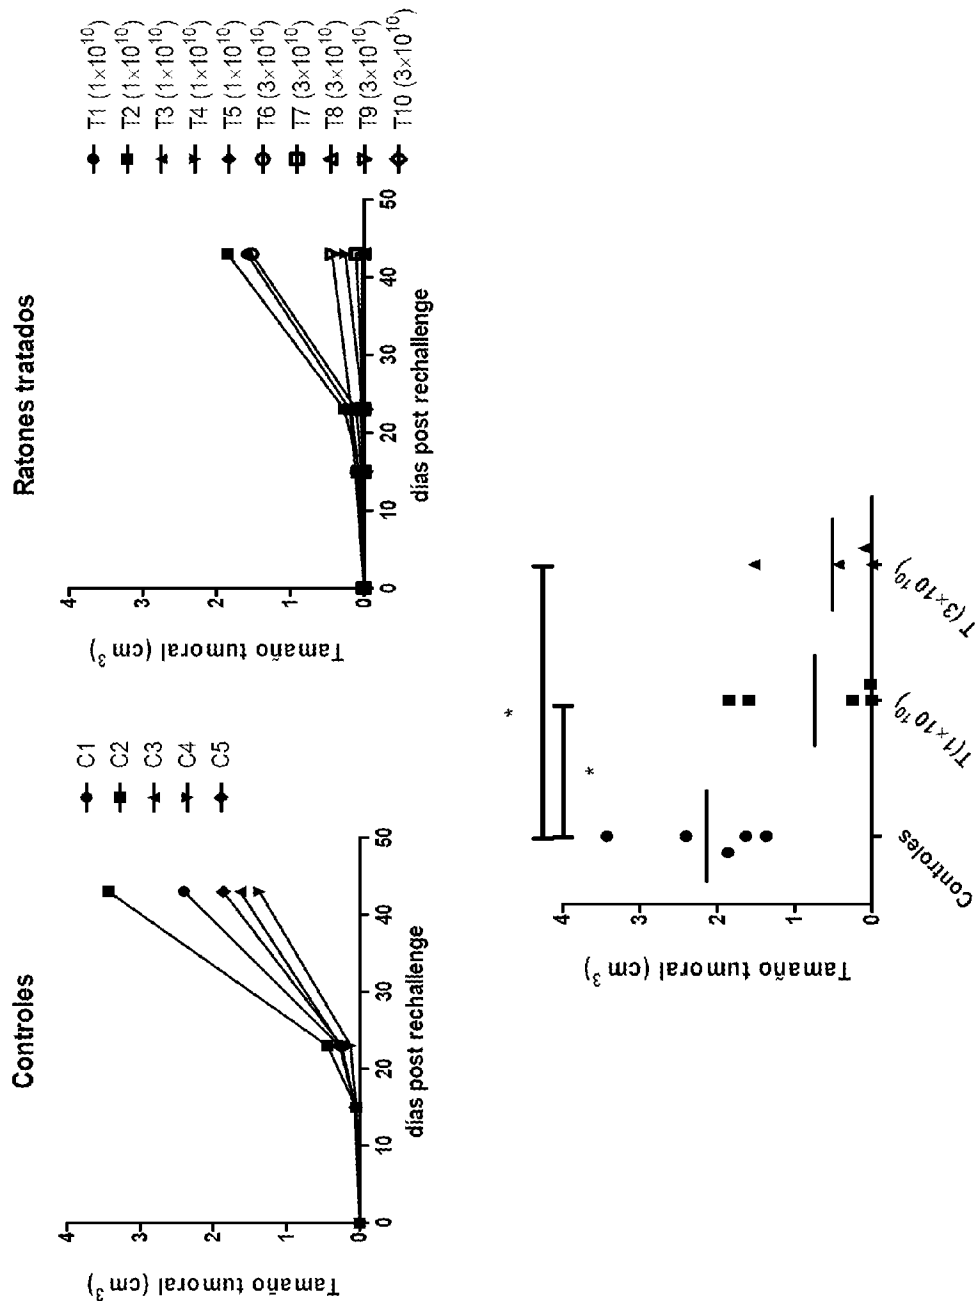 Controles
Tamaño tumoral (cm³)
4
3
2
1
0
0
10
20
30
40
50
días post rechallenge
C1
C2
C3
C4
C5
Ratones tratados
Tamaño tumoral (cm³)
4
3
2
1
0
0
10
20
30
40
50
días post rechallenge
T1 (1×10¹⁰)
T2 (1×10¹⁰)
T3 (1×10¹⁰)
T4 (1×10¹⁰)
T5 (1×10¹⁰)
T6 (3×10¹⁰)
T7 (3×10¹⁰)
T8 (3×10¹⁰)
T9 (3×10¹⁰)
T10 (3×10¹⁰)
Tamaño tumoral (cm³)
4
3
2
1
0
*
*
Controles
T(1×10¹⁰)
T(3×10¹⁰)